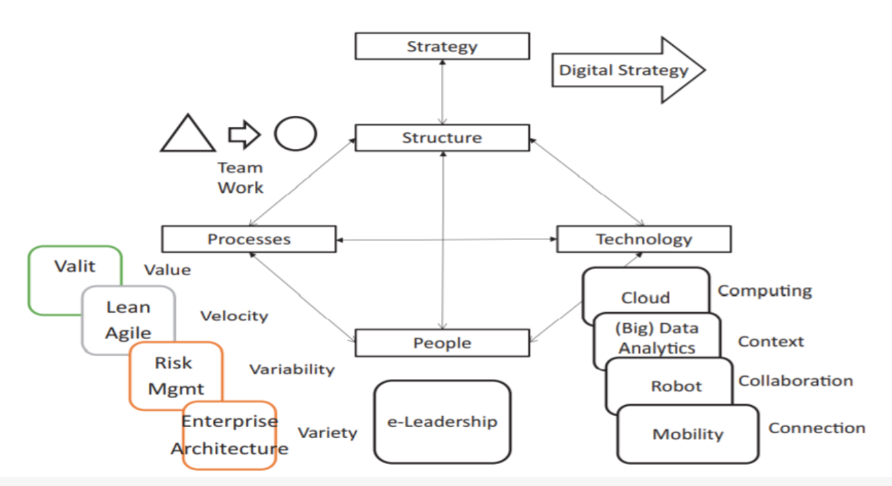 Strategy
Digital Strategy
Structure
Team
Work
Processes
Technology
Valit
Value
Lean
Agile
Velocity
Risk
Mgmt
Variability
Enterprise
Architecture
Variety
People
e-Leadership
Cloud
Computing
(Big) Data
Analytics
Context
Robot
Collaboration
Mobility
Connection